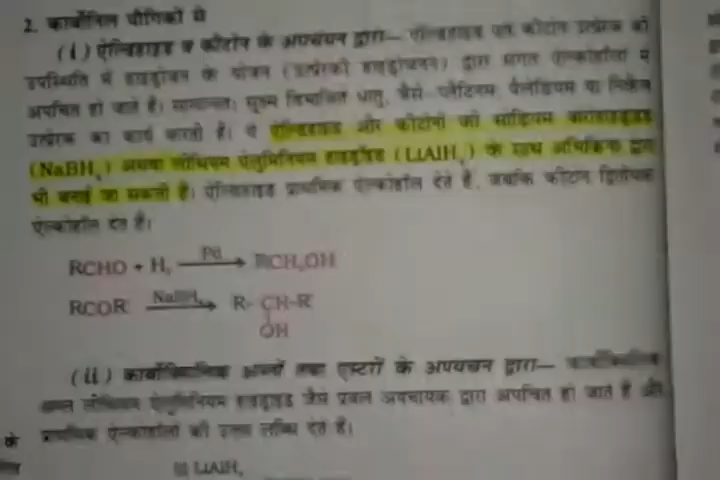 2. कार्बोनिल यौगिकों से
(i) ऐल्डिहाइड व कीटोन के अपचयन द्वारा— ऐल्डिहाइड एवं कीटोन उत्प्रेरक की
उपस्थिति में हाइड्रोजन के योजन (उत्प्रेरकी हाइड्रोजनन) द्वारा संगत ऐल्कोहॉलों में
अपचित हो जाते हैं। सामान्यतः सूक्ष्म विभाजित धातु, जैसे- प्लैटिनम, पैलेडियम या निकैल
उत्प्रेरक का कार्य करती हैं। ये ऐल्डिहाइड और कीटोनों को सोडियम बोरोहाइड्राइड
(NaBH₄) अथवा लीथियम ऐलुमिनियम हाइड्राइड (LiAlH₄) के साथ अभिक्रिया द्वारा
भी बनाई जा सकती हैं। ऐल्डिहाइड प्राथमिक ऐल्कोहॉल देते हैं, जबकि कीटोन द्वितीयक
ऐल्कोहॉल देते हैं।
RCHO + H₂ —Pd→ RCH₂OH
RCOR' —NaBH₄→ R-CH-R'
OH
(ii) कार्बोक्सिलिक अम्लों तथा एस्टरों के अपचयन द्वारा— कार्बोक्सिलिक
अम्ल लीथियम ऐलुमिनियम हाइड्राइड जैसे प्रबल अपचायक द्वारा अपचित हो जाते हैं और
के प्राथमिक ऐल्कोहॉलों की उच्च लब्धि देते हैं।
LiAlH₄